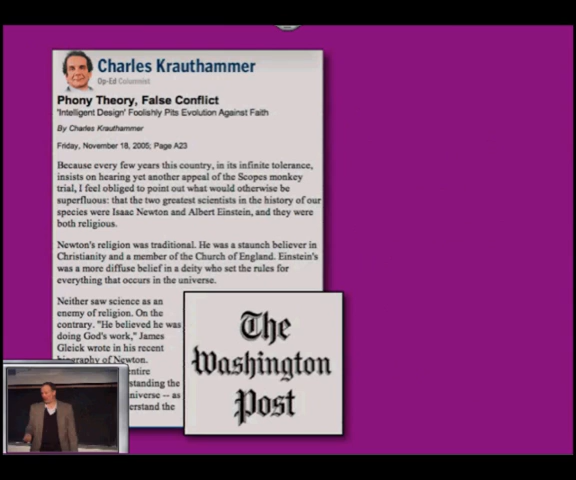 Charles Krauthammer
Op-Ed Columnist
Phony Theory, False Conflict
'Intelligent Design' Foolishly Pits Evolution Against Faith
By Charles Krauthammer
Friday, November 18, 2005; Page A23
Because every few years this country, in its infinite tolerance,
insists on hearing yet another appeal of the Scopes monkey
trial, I feel obliged to point out what would otherwise be
superfluous: that the two greatest scientists in the history of our
species were Isaac Newton and Albert Einstein, and they were
both religious.
Newton's religion was traditional. He was a staunch believer in
Christianity and a member of the Church of England. Einstein's
was a more diffuse belief in a deity who set the rules for
everything that occurs in the universe.
Neither saw science as an
enemy of religion. On the
contrary. "He believed he was
doing God's work," James
Gleick wrote in his recent
biography of Newton.
entire
standing the
niverse -- as
erstand the
The
Washington
Post